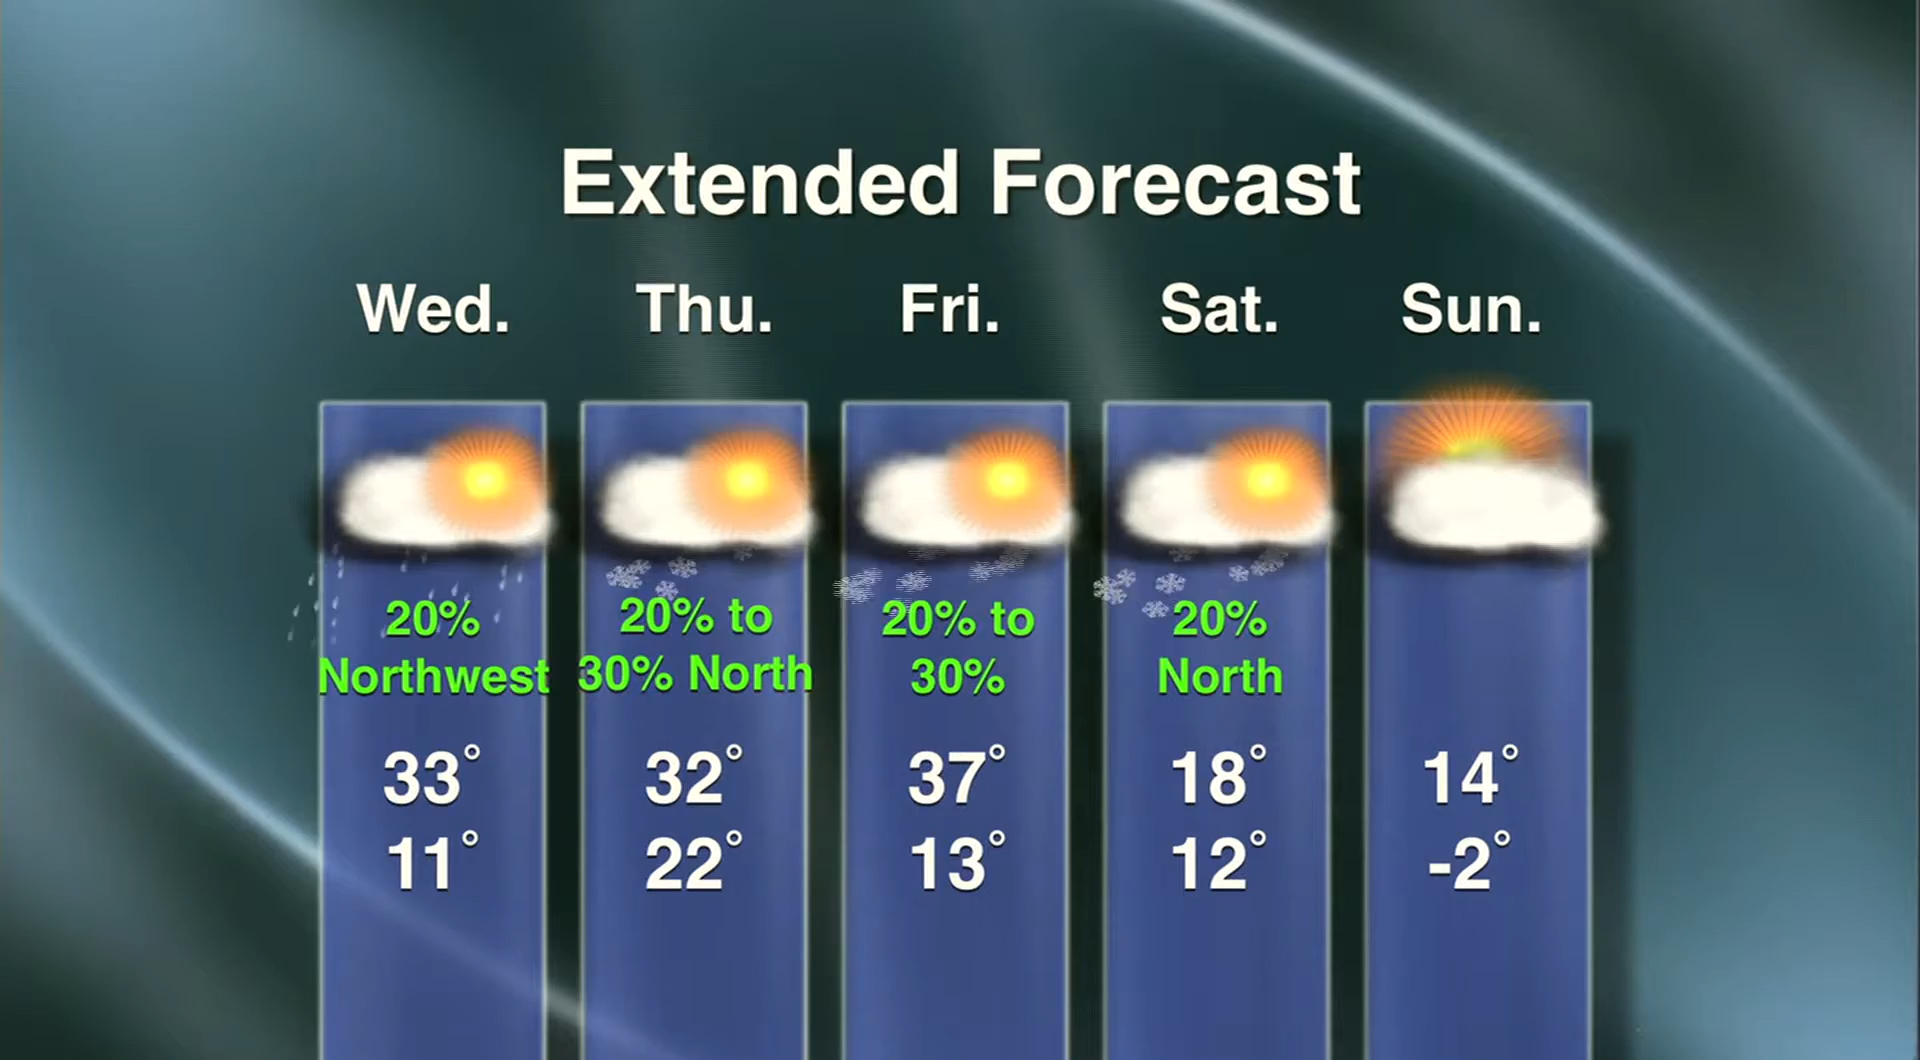 Extended Forecast
Wed. Thu. Fri. Sat. Sun.
20%
Northwest
20% to
30% North
20% to
30%
20%
North
33° 32° 37° 18° 14°
11° 22° 13° 12° -2°